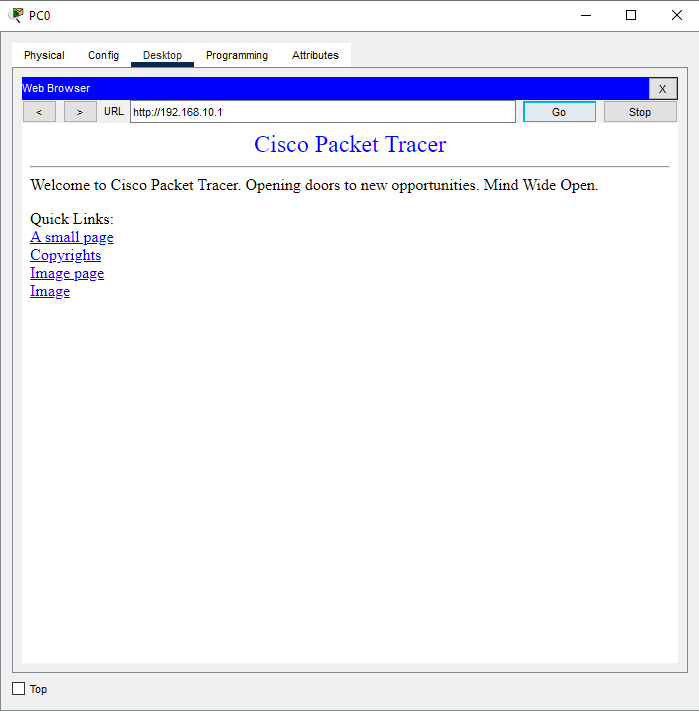 PC0
Physical Config Desktop Programming Attributes
Web Browser X
< > URL http://192.168.10.1 Go Stop
Cisco Packet Tracer
Welcome to Cisco Packet Tracer. Opening doors to new opportunities. Mind Wide Open.
Quick Links:
A small page
Copyrights
Image page
Image
Top